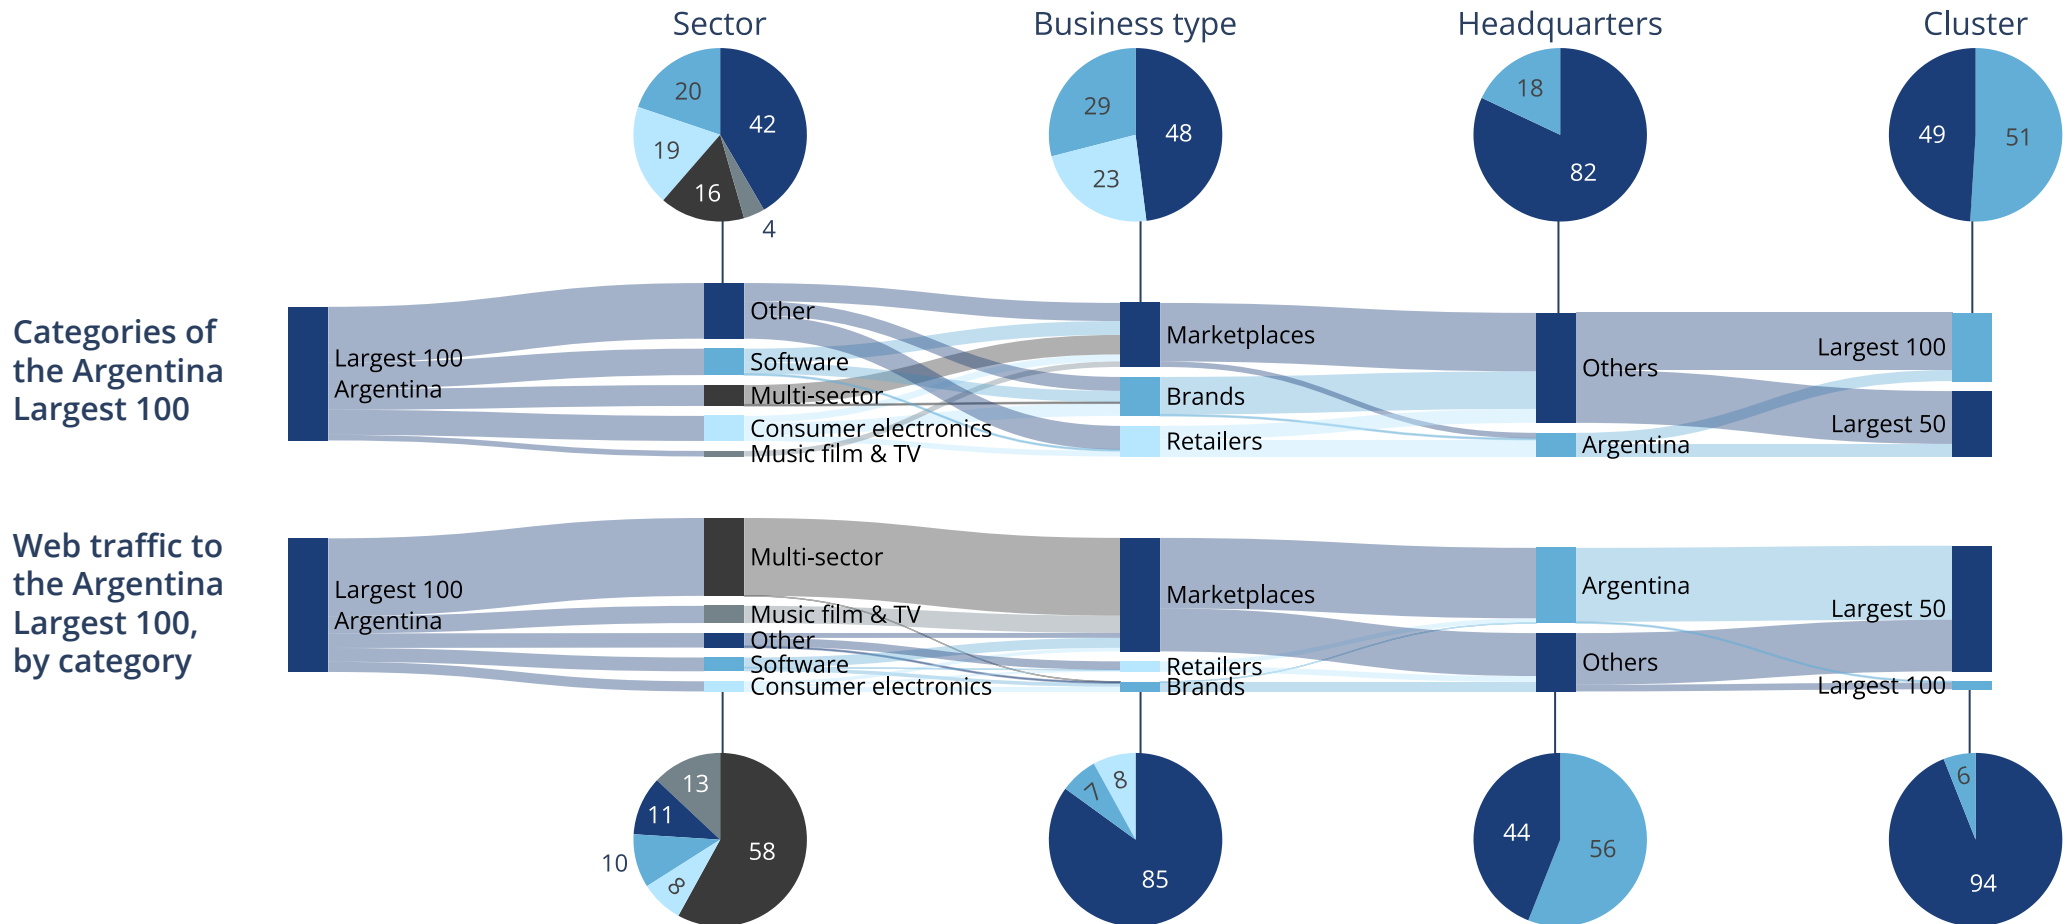 Sector
Business type
Headquarters
Cluster
20
42
19
16
4
29
48
23
18
82
49
51
Categories of
the Argentina
Largest 100
Largest 100
Argentina
Other
Software
Multi-sector
Consumer electronics
Music film & TV
Marketplaces
Brands
Retailers
Others
Argentina
Largest 100
Largest 50
Web traffic to
the Argentina
Largest 100,
by category
Largest 100
Argentina
Multi-sector
Music film & TV
Other
Software
Consumer electronics
Marketplaces
Retailers
Brands
Argentina
Others
Largest 50
Largest 100
13
11
10
8
58
7
8
85
44
56
6
94